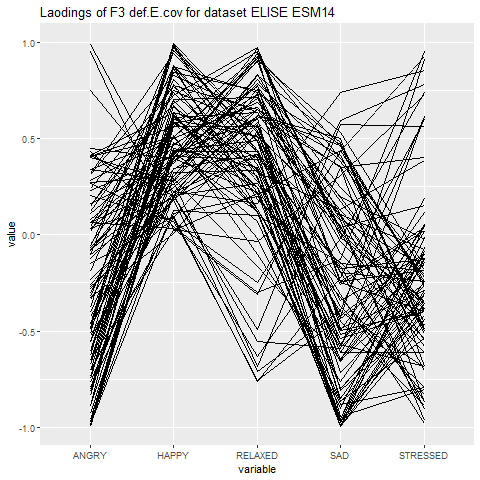 Laodings of F3 def.E.cov for dataset ELISE ESM14
1.0
0.5
0.0
-0.5
-1.0
value
ANGRY HAPPY RELAXED SAD STRESSED
variable